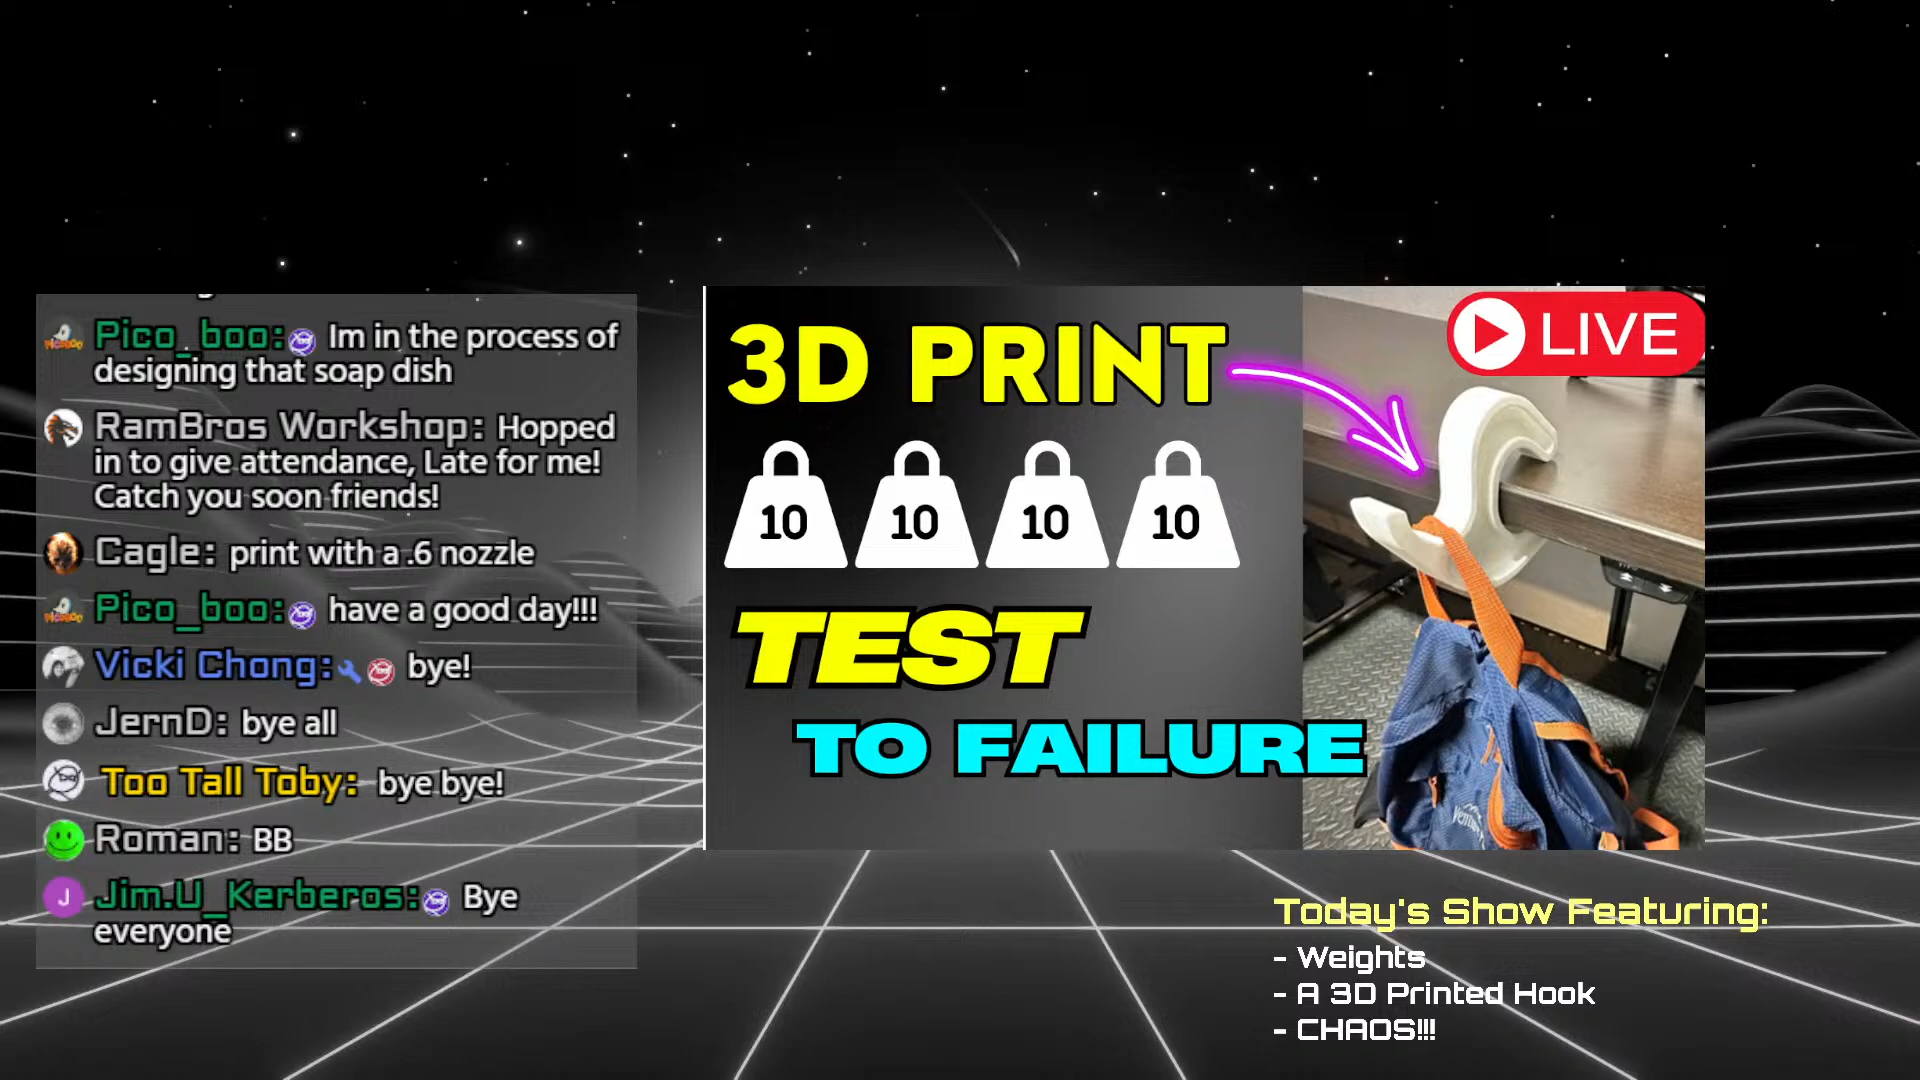 Pico_boo: Im in the process of
designing that soap dish
RamBros Workshop: Hopped
in to give attendance, Late for me!
Catch you soon friends!
Cagle: print with a .6 nozzle
Pico_boo: have a good day!!!
Vicki Chong: bye!
JernD: bye all
Too Tall Toby: bye bye!
Roman: BB
J
Jim.U_Kerberos: Bye
everyone
LIVE
3D PRINT
10 10 10 10
TEST
TO FAILURE
Today's Show Featuring:
- Weights
- A 3D Printed Hook
- CHAOS!!!